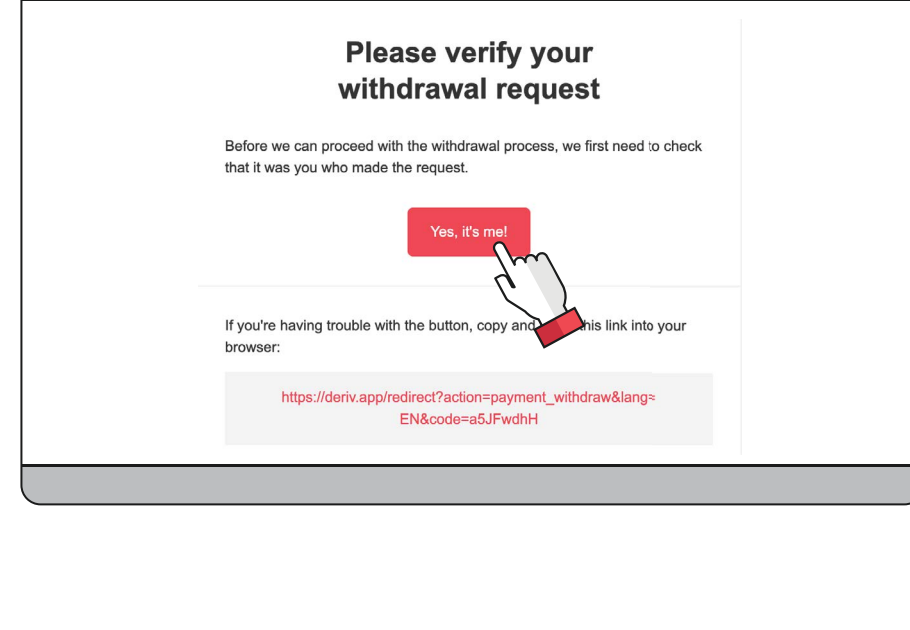 Please verify your
withdrawal request
Before we can proceed with the withdrawal process, we first need to check
that it was you who made the request.
Yes, it's me!
If you're having trouble with the button, copy and his link into your
browser:
https://deriv.app/redirect?action=payment_withdraw&lang=
EN&code=a5JFwdhH